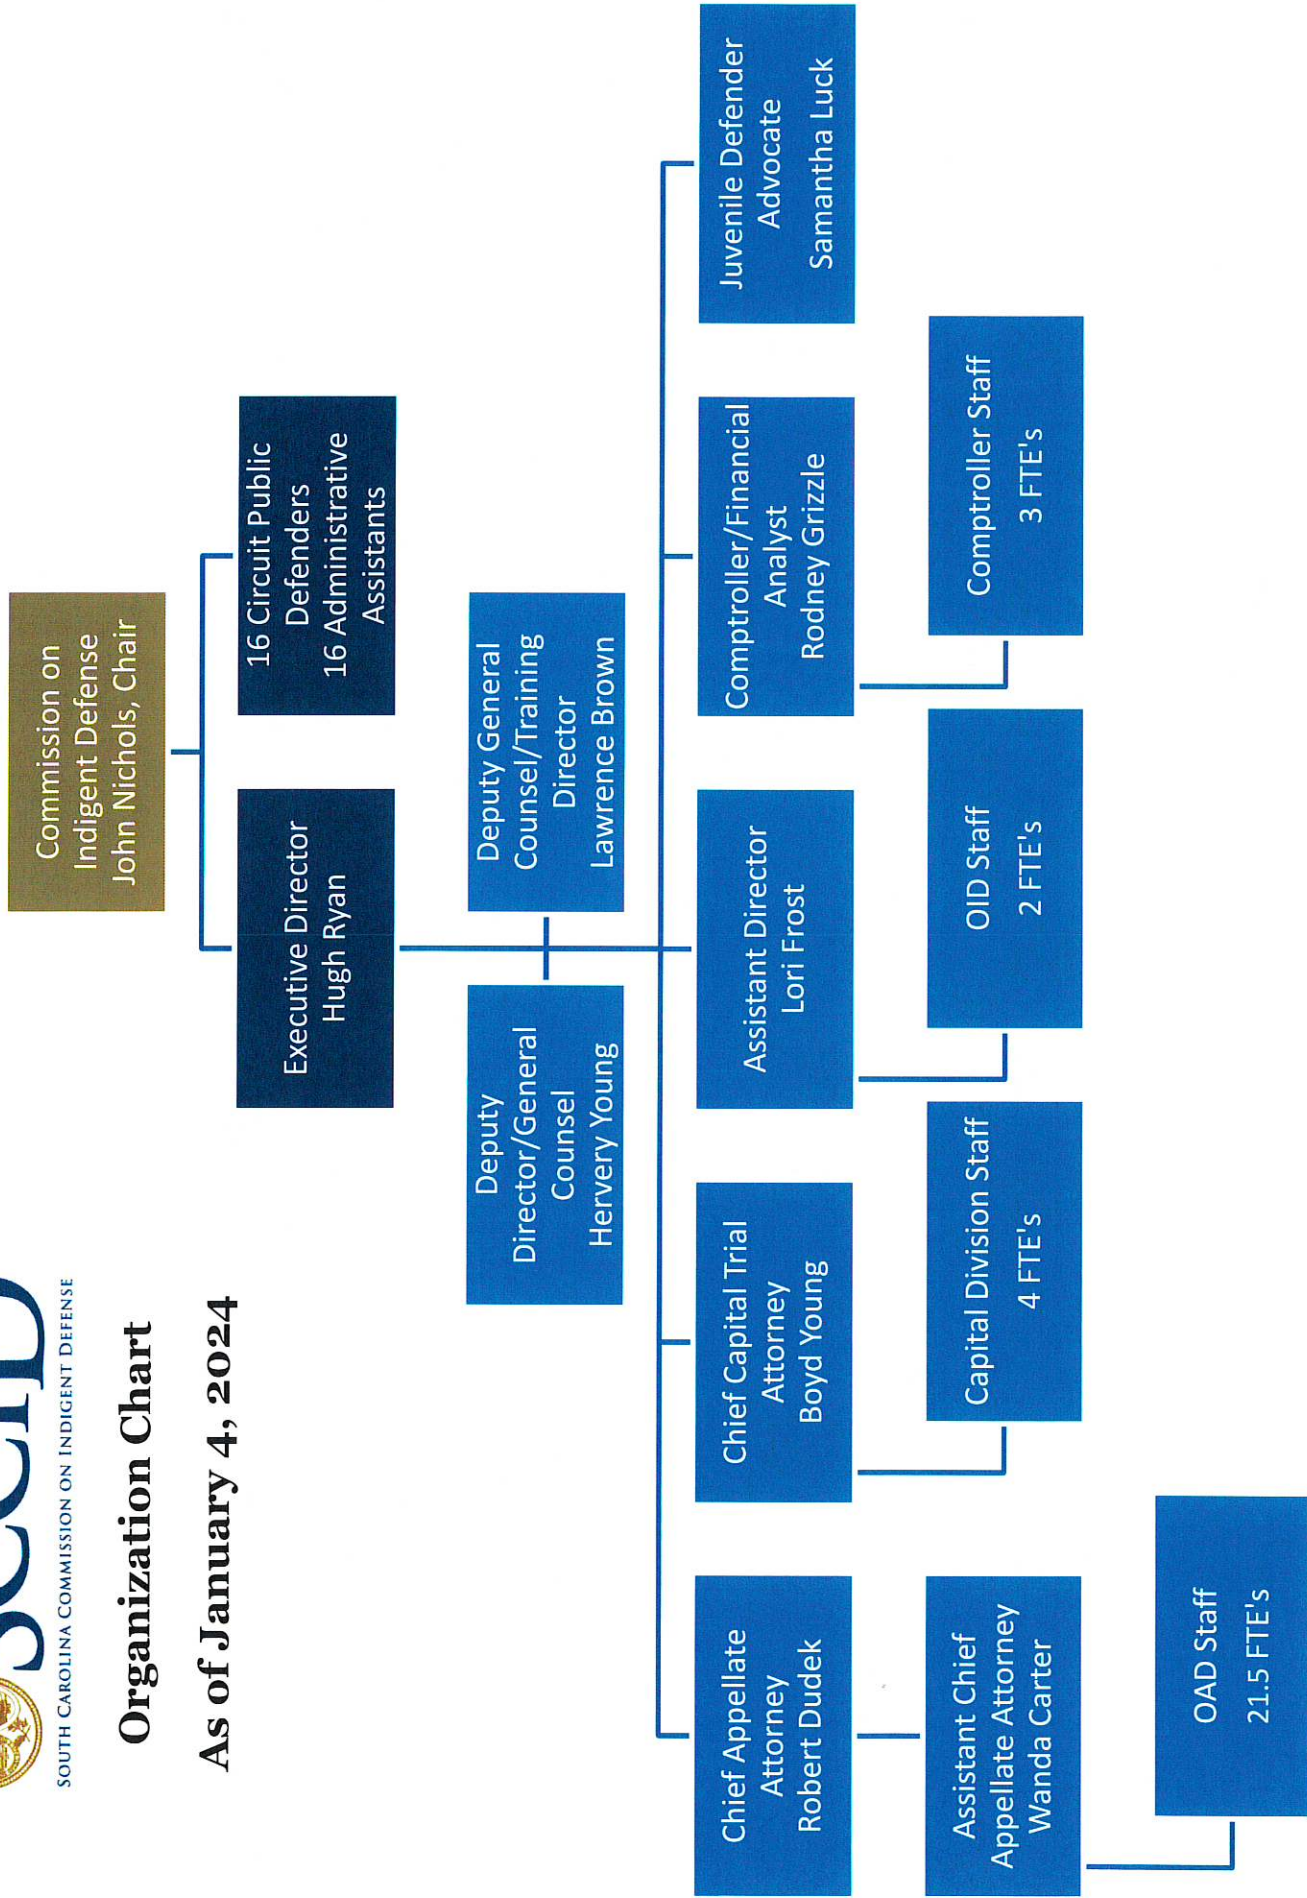 SCCID
SOUTH CAROLINA COMMISSION ON INDIGENT DEFENSE
Organization Chart
As of January 4, 2024
Commission on
Indigent Defense
John Nichols, Chair
Executive Director
Hugh Ryan
16 Circuit Public
Defenders
16 Administrative
Assistants
Deputy
Director/General
Counsel
Hervery Young
Deputy General
Counsel/Training
Director
Lawrence Brown
Chief Appellate
Attorney
Robert Dudek
Chief Capital Trial
Attorney
Boyd Young
Assistant Director
Lori Frost
Comptroller/Financial
Analyst
Rodney Grizzle
Juvenile Defender
Advocate
Samantha Luck
Assistant Chief
Appellate Attorney
Wanda Carter
Capital Division Staff
4 FTE's
OID Staff
2 FTE's
Comptroller Staff
3 FTE's
OAD Staff
21.5 FTE's